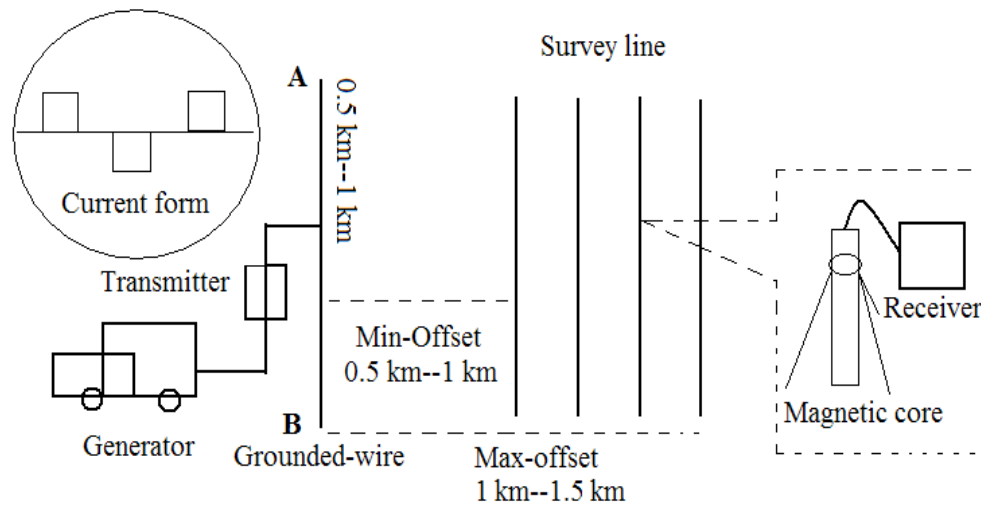 Survey line
A
0.5 km--1 km
Current form
Transmitter
Receiver
Min-Offset
0.5 km--1 km
Magnetic core
B
Generator
Grounded-wire
Max-offset
1 km--1.5 km